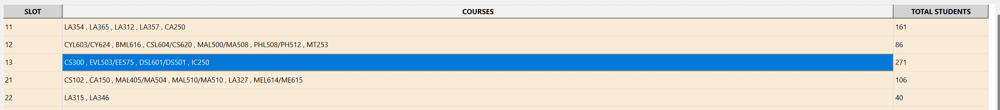 SLOT COURSES TOTAL STUDENTS
11 LA354 , LA365 , LA312 , LA357 , CA250 161
12 CYL603/CY624 , BML616 , CSL604/CS620 , MAL500/MA508 , PHL508/PH512 , MT253 86
13 CS300 , EVL503/EE575 , DSL601/DS501 , IC250 271
21 CS102 , CA150 , MAL405/MA504 , MAL510/MA510 , LA327 , MEL614/ME615 106
22 LA315 , LA346 40